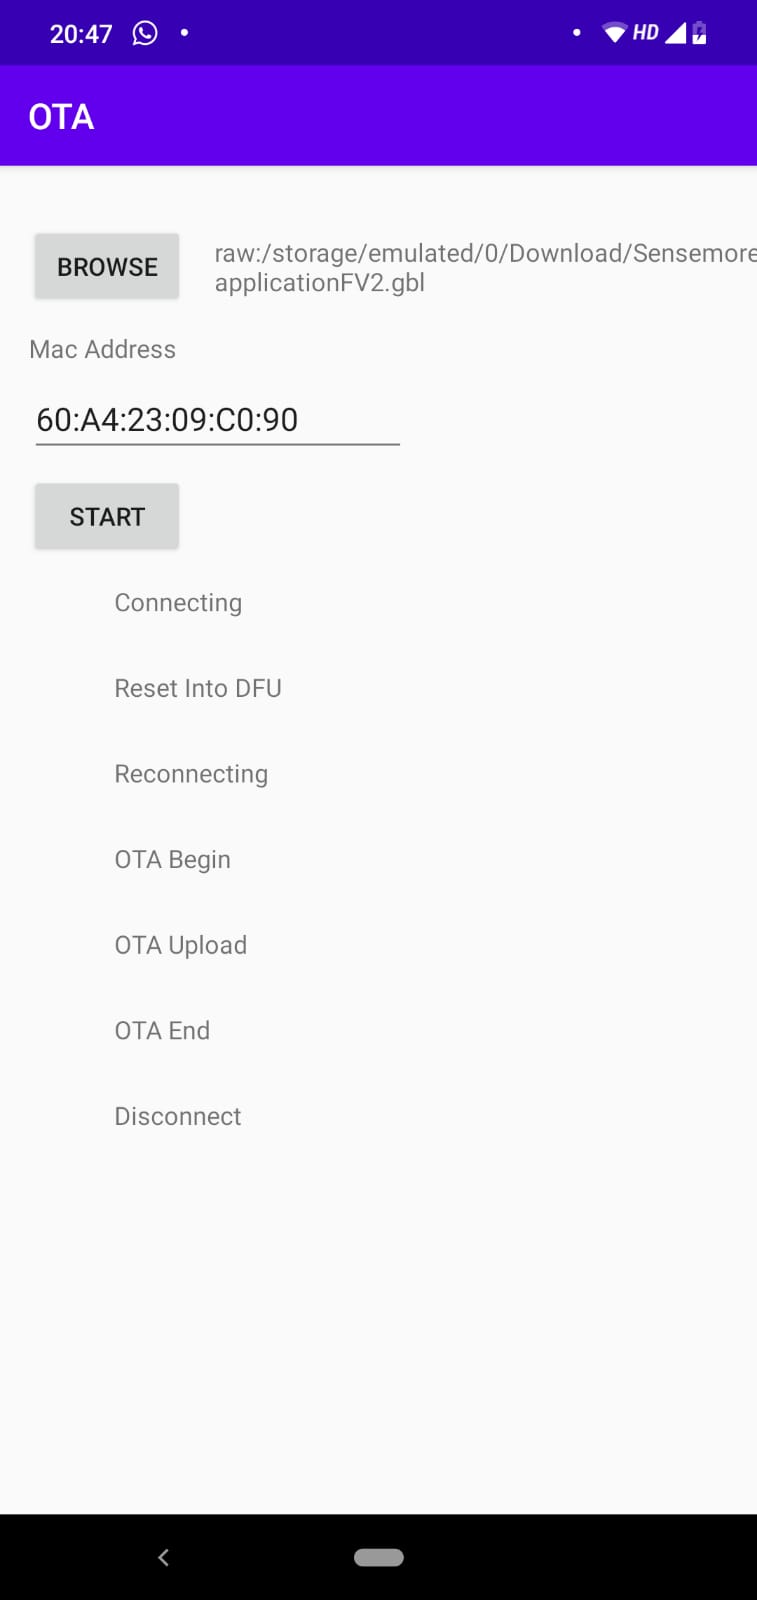 20:47
HD
OTA
BROWSE
raw:/storage/emulated/0/Download/Sensemore
applicationFV2.gbl
Mac Address
60:A4:23:09:C0:90
START
Connecting
Reset Into DFU
Reconnecting
OTA Begin
OTA Upload
OTA End
Disconnect